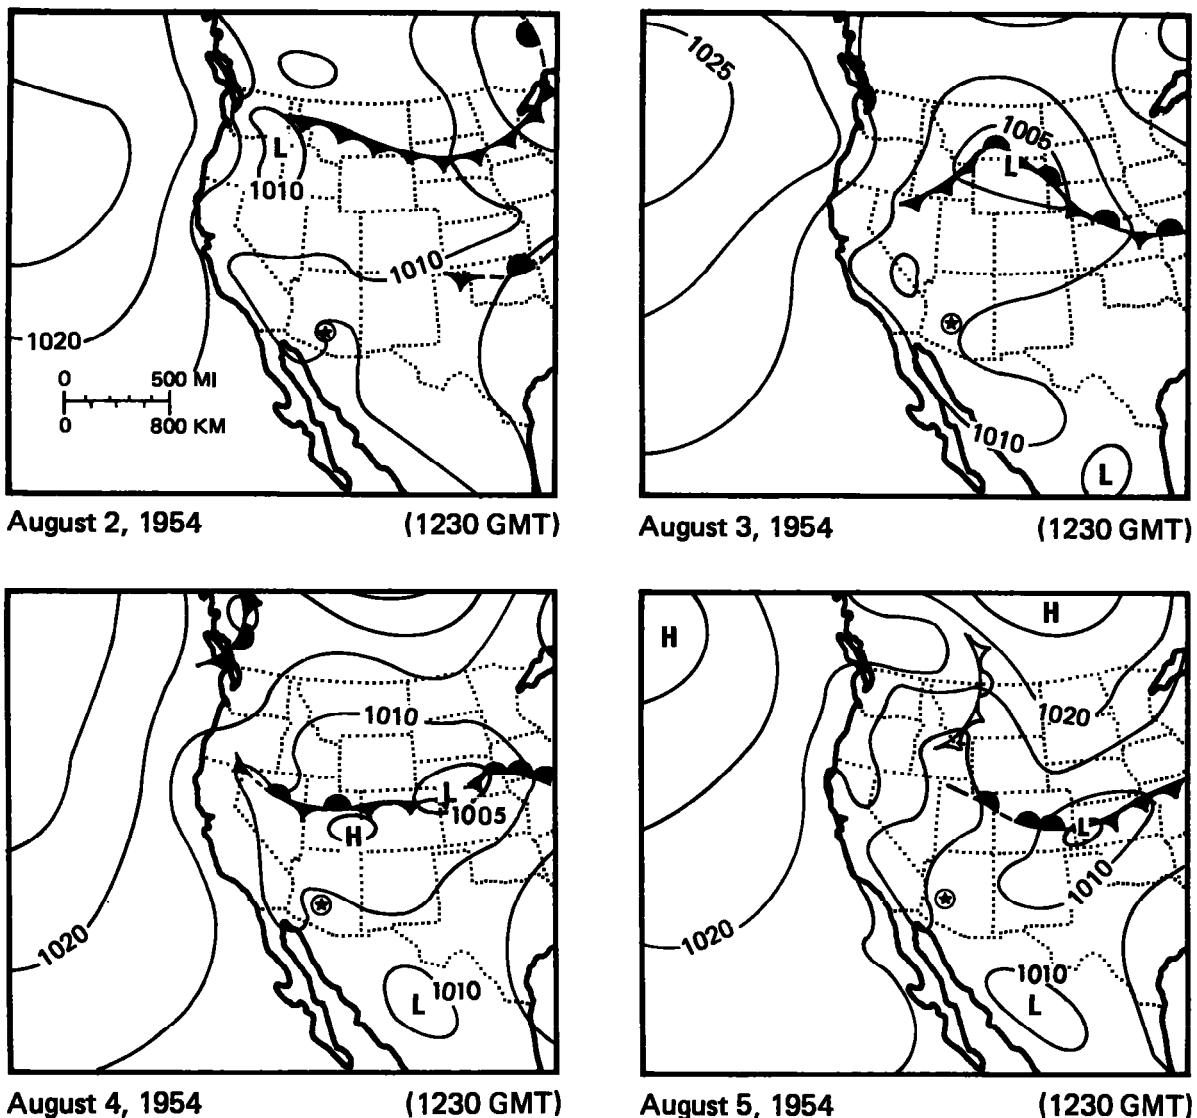 L
1010
1010
1020
0 500 MI
0 800 KM
August 2, 1954 (1230 GMT)
1025
1005
L
1010
L
August 3, 1954 (1230 GMT)
1010
L
1005
H
1020
1010
L
August 4, 1954 (1230 GMT)
H
H
1020
L
1010
1020
1010
L
August 5, 1954 (1230 GMT)